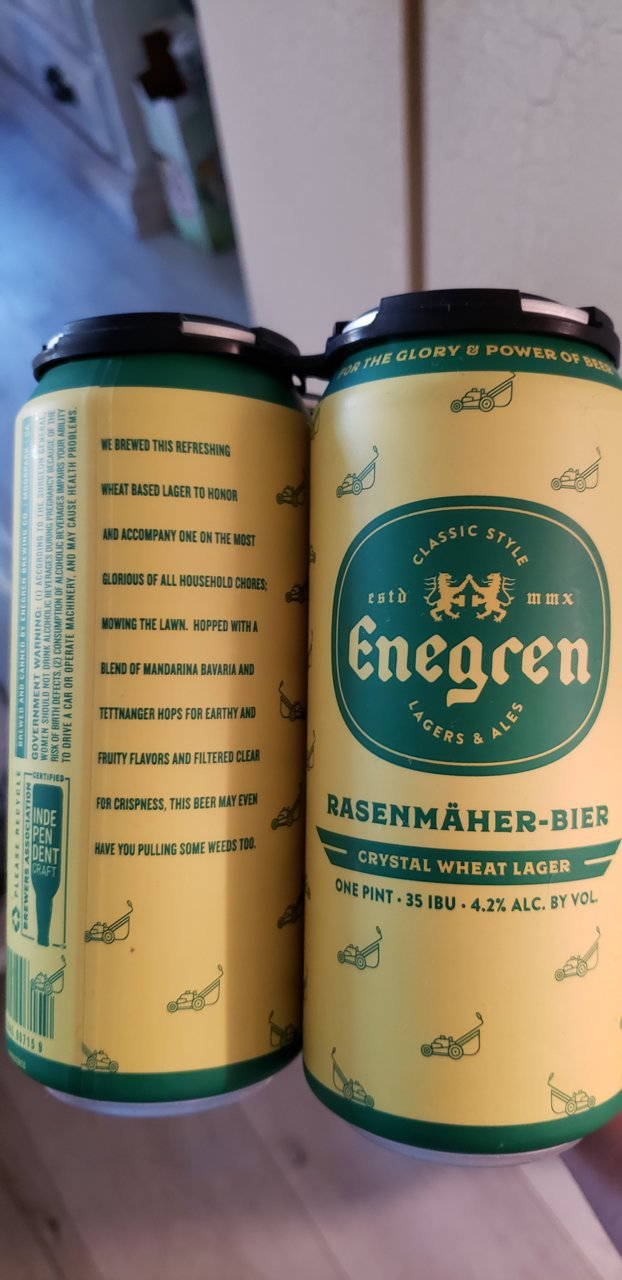 WE BREWED THIS REFRESHING
WHEAT BASED LAGER TO HONOR
AND ACCOMPANY ONE ON THE MOST
GLORIOUS OF ALL HOUSEHOLD CHORES;
MOWING THE LAWN. HOPPED WITH A
BLEND OF MANDARINA BAVARIA AND
TETTNANGER HOPS FOR EARTHY AND
FRUITY FLAVORS AND FILTERED CLEAR
FOR CRISPNESS, THIS BEER MAY EVEN
HAVE YOU PULLING SOME WEEDS TOO.
BREWED AND CANNED BY ENEGREN BREWING CO. | MOORPARK, CA
GOVERNMENT WARNING: (1) ACCORDING TO THE SURGEON GENERAL,
WOMEN SHOULD NOT DRINK ALCOHOLIC BEVERAGES DURING PREGNANCY BECAUSE OF THE
RISK OF BIRTH DEFECTS. (2) CONSUMPTION OF ALCOHOLIC BEVERAGES IMPAIRS YOUR ABILITY
TO DRIVE A CAR OR OPERATE MACHINERY, AND MAY CAUSE HEALTH PROBLEMS.
PLEASE RECYCLE
BREWERS ASSOCIATION
CERTIFIED
INDE
PEN
DENT
CRAFT
FOR THE GLORY & POWER OF BEER
CLASSIC STYLE
estd mmx
Enegren
LAGERS & ALES
RASENMÄHER-BIER
CRYSTAL WHEAT LAGER
ONE PINT • 35 IBU • 4.2% ALC. BY VOL.